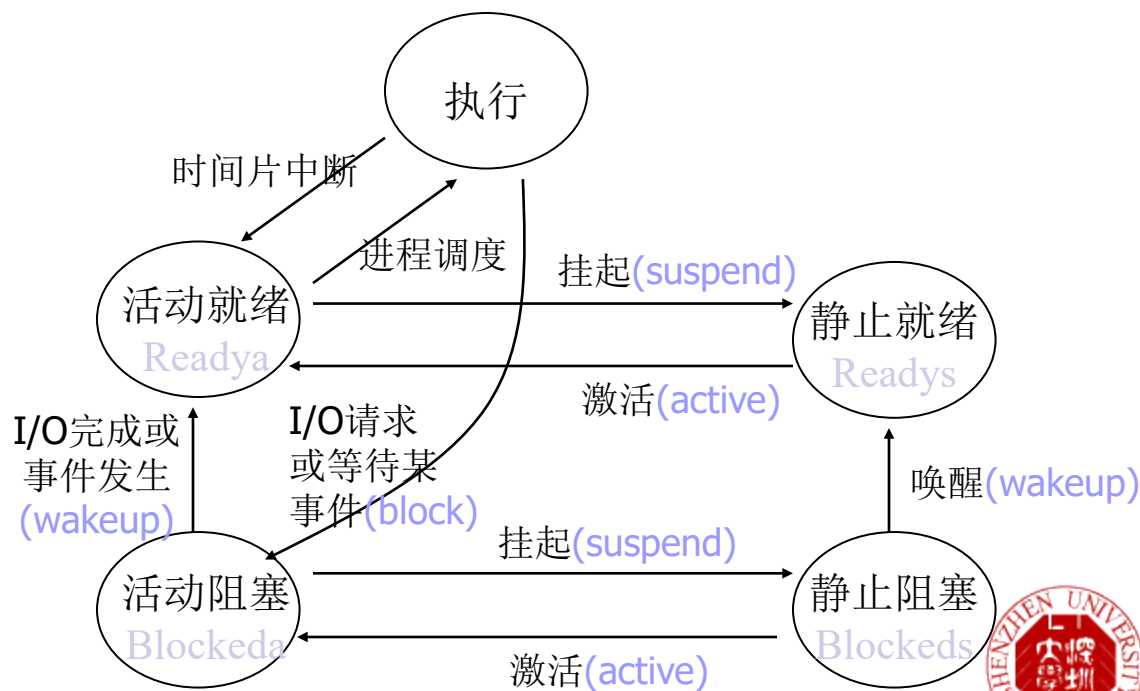 执行
时间片中断
进程调度
挂起(suspend)
活动就绪
Readya
静止就绪
Readys
激活(active)
I/O完成或
事件发生
(wakeup)
I/O请求
或等待某
事件(block)
唤醒(wakeup)
挂起(suspend)
活动阻塞
Blockeda
静止阻塞
Blockeds
激活(active)
SHENZHEN UNIVERSITY